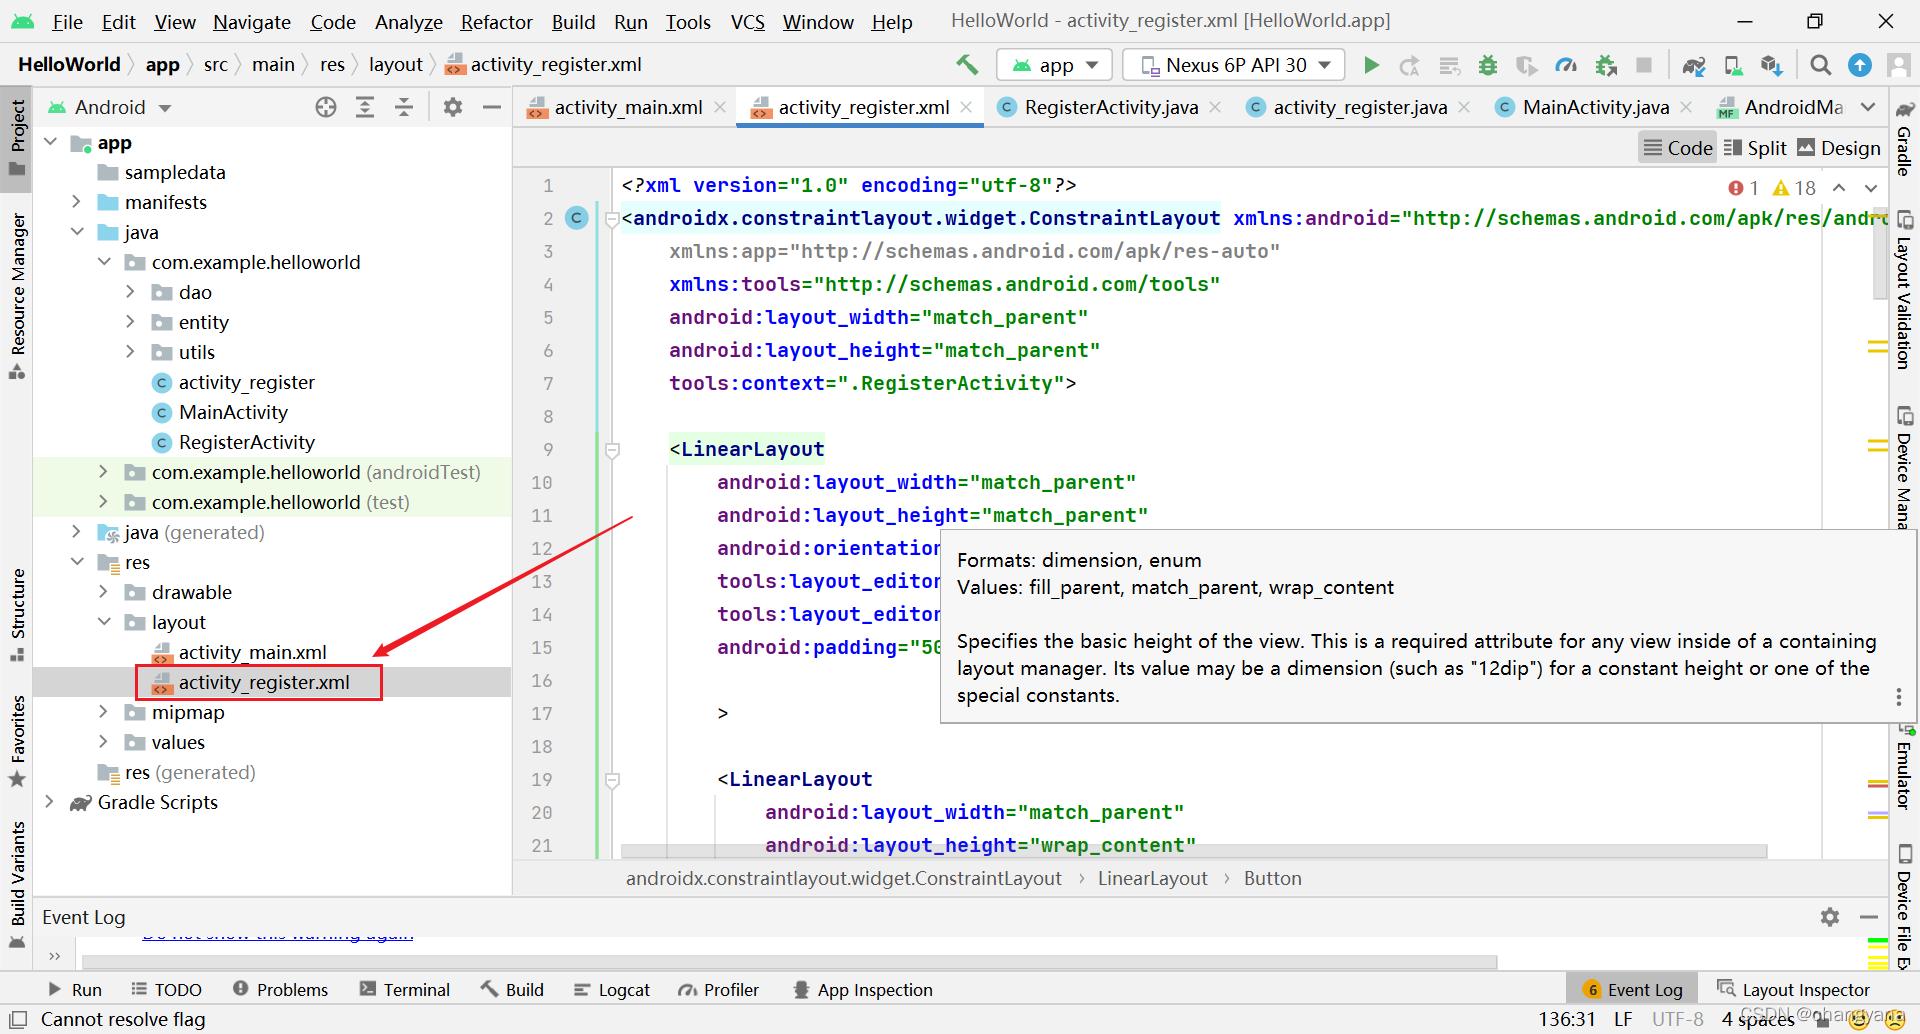 File Edit View Navigate Code Analyze Refactor Build Run Tools VCS Window Help HelloWorld - activity_register.xml [HelloWorld.app]
HelloWorld app src main res layout activity_register.xml app Nexus 6P API 30
Android
activity_main.xml activity_register.xml RegisterActivity.java activity_register.java MainActivity.java AndroidMa
Code Split Design
Project
Resource Manager
Structure
Favorites
Build Variants
app
sampledata
manifests
java
com.example.helloworld
dao
entity
utils
activity_register
MainActivity
RegisterActivity
com.example.helloworld (androidTest)
com.example.helloworld (test)
java (generated)
res
drawable
layout
activity_main.xml
activity_register.xml
mipmap
values
res (generated)
Gradle Scripts
1 18
1 <?xml version="1.0" encoding="utf-8"?>
2 <androidx.constraintlayout.widget.ConstraintLayout xmlns:android="http://schemas.android.com/apk/res/andro
3 xmlns:app="http://schemas.android.com/apk/res-auto"
4 xmlns:tools="http://schemas.android.com/tools"
5 android:layout_width="match_parent"
6 android:layout_height="match_parent"
7 tools:context=".RegisterActivity">
8
9 <LinearLayout
10 android:layout_width="match_parent"
11 android:layout_height="match_parent"
12 android:orientation
13 tools:layout_editor
14 tools:layout_editor
15 android:padding="50
16
17 >
18
19 <LinearLayout
20 android:layout_width="match_parent"
21 android:layout_height="wrap_content"
Formats: dimension, enum
Values: fill_parent, match_parent, wrap_content
Specifies the basic height of the view. This is a required attribute for any view inside of a containing
layout manager. Its value may be a dimension (such as "12dip") for a constant height or one of the
special constants.
androidx.constraintlayout.widget.ConstraintLayout LinearLayout Button
Gradle
Layout Validation
Device Mana
Emulator
Device File Ex
Event Log
Do not show this warning again
Run TODO Problems Terminal Build Logcat Profiler App Inspection 6 Event Log Layout Inspector
Cannot resolve flag 136:31 LF UTF-8 4 spaces